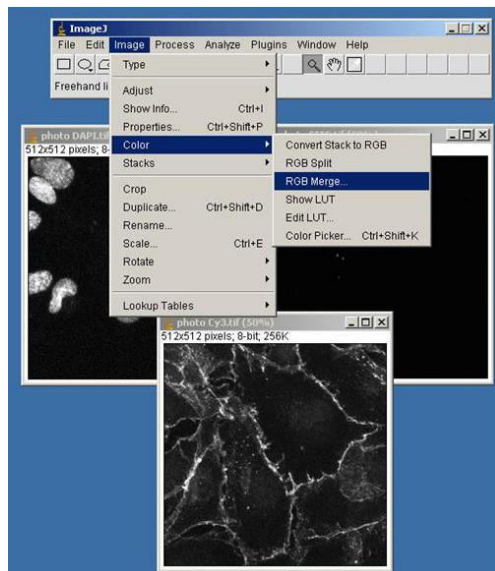 ImageJ
File Edit Image Process Analyze Plugins Window Help
Freehand li
Type
Adjust
Show Info... Ctrl+I
Properties... Ctrl+Shift+P
Color
Stacks
Crop
Duplicate... Ctrl+Shift+D
Rename...
Scale... Ctrl+E
Rotate
Zoom
Lookup Tables
Convert Stack to RGB
RGB Split
RGB Merge...
Show LUT
Edit LUT...
Color Picker... Ctrl+Shift+K
photo DAPI.tif
512x512 pixels; 8-
photo Cy3.tif (50%)
512x512 pixels; 8-bit; 256K